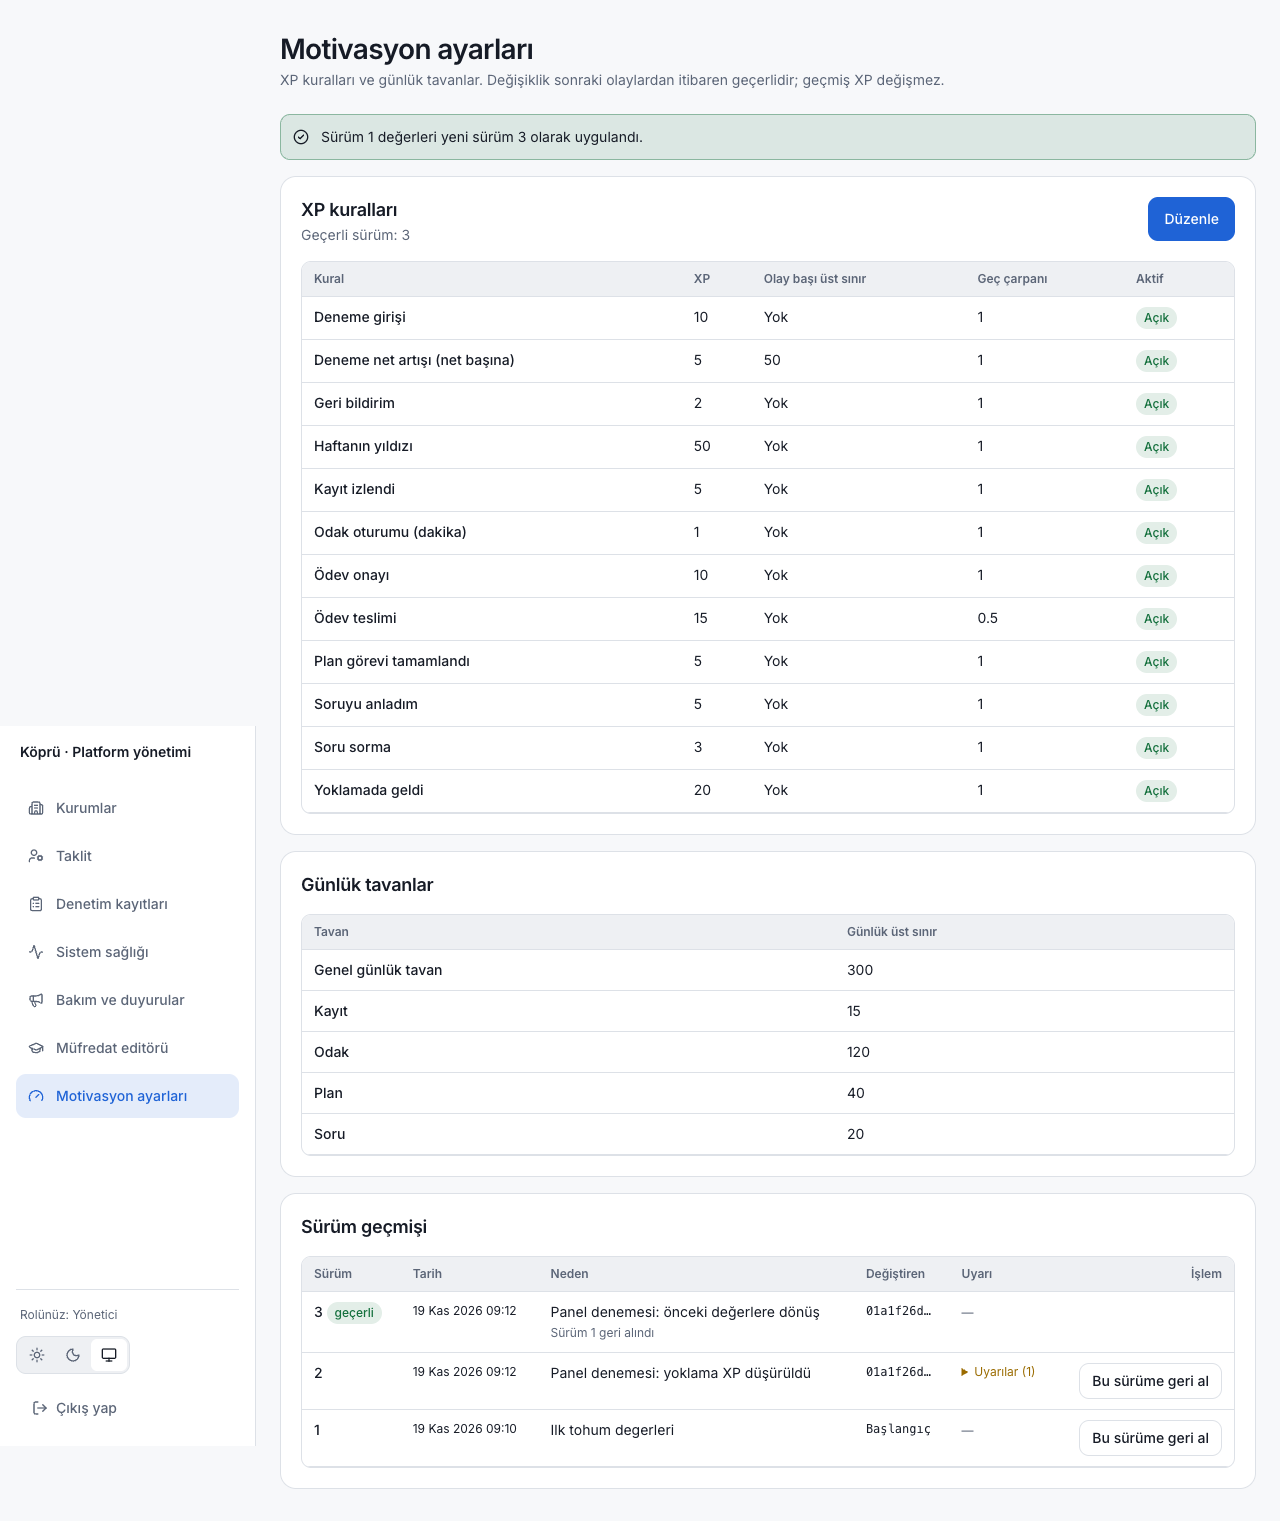 Motivasyon ayarları
XP kuralları ve günlük tavanlar. Değişiklik sonraki olaylardan itibaren geçerlidir; geçmiş XP değişmez.
Sürüm 1 değerleri yeni sürüm 3 olarak uygulandı.
XP kuralları
Geçerli sürüm: 3
Düzenle
Kural XP Olay başı üst sınır Geç çarpanı Aktif
Deneme girişi 10 Yok 1 Açık
Deneme net artışı (net başına) 5 50 1 Açık
Geri bildirim 2 Yok 1 Açık
Haftanın yıldızı 50 Yok 1 Açık
Kayıt izlendi 5 Yok 1 Açık
Odak oturumu (dakika) 1 Yok 1 Açık
Ödev onayı 10 Yok 1 Açık
Ödev teslimi 15 Yok 0.5 Açık
Plan görevi tamamlandı 5 Yok 1 Açık
Soruyu anladım 5 Yok 1 Açık
Soru sorma 3 Yok 1 Açık
Yoklamada geldi 20 Yok 1 Açık
Köprü · Platform yönetimi
Kurumlar
Taklit
Denetim kayıtları
Sistem sağlığı
Bakım ve duyurular
Müfredat editörü
Motivasyon ayarları
Rolünüz: Yönetici
Çıkış yap
Günlük tavanlar
Tavan Günlük üst sınır
Genel günlük tavan 300
Kayıt 15
Odak 120
Plan 40
Soru 20
Sürüm geçmişi
Sürüm Tarih Neden Değiştiren Uyarı İşlem
3 geçerli 19 Kas 2026 09:12 Panel denemesi: önceki değerlere dönüş 01a1f26d… —
Sürüm 1 geri alındı
2 19 Kas 2026 09:12 Panel denemesi: yoklama XP düşürüldü 01a1f26d… Uyarılar (1) Bu sürüme geri al
1 19 Kas 2026 09:10 Ilk tohum degerleri Başlangıç — Bu sürüme geri al